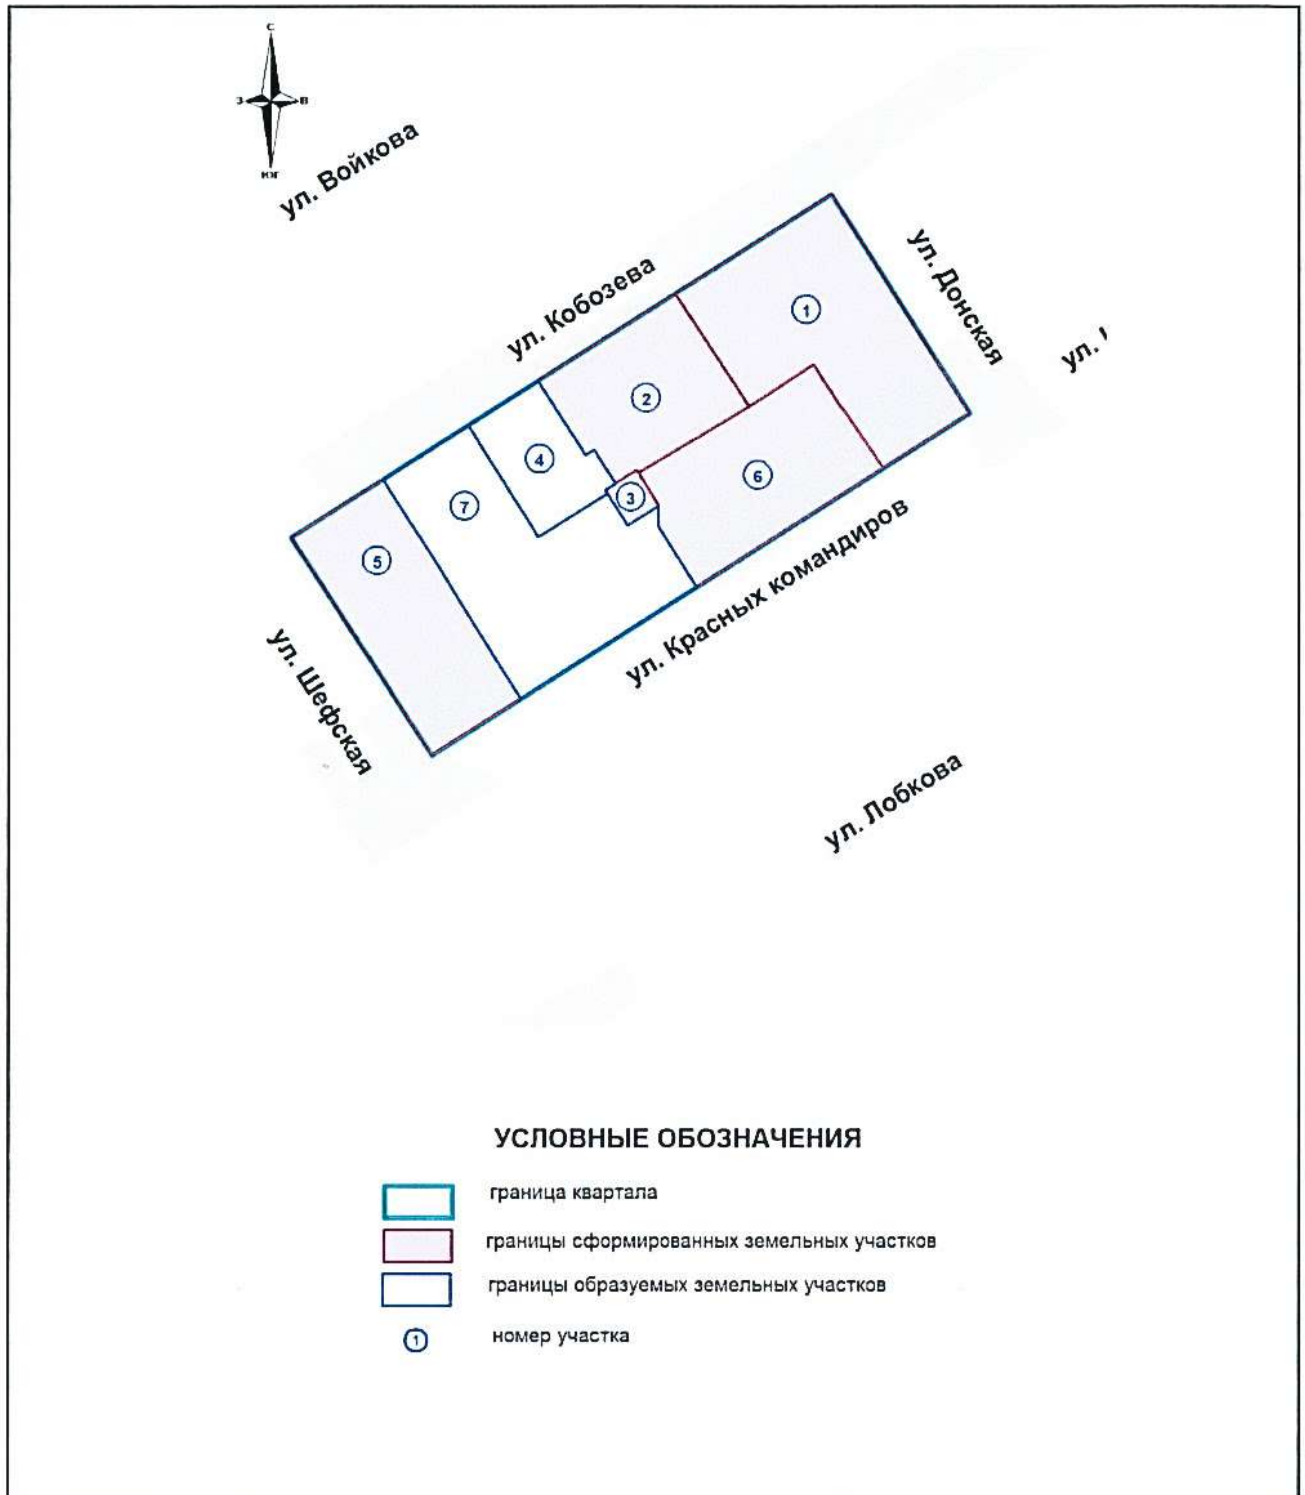 С
З В
ЮГ
ул. Войкова
ул. Кобозева
ул. Донская
ул.
1
2
4
3
6
7
5
ул. Красных командиров
ул. Шефская
ул. Лобкова
УСЛОВНЫЕ ОБОЗНАЧЕНИЯ
граница квартала
границы сформированных земельных участков
границы образуемых земельных участков
1 номер участка